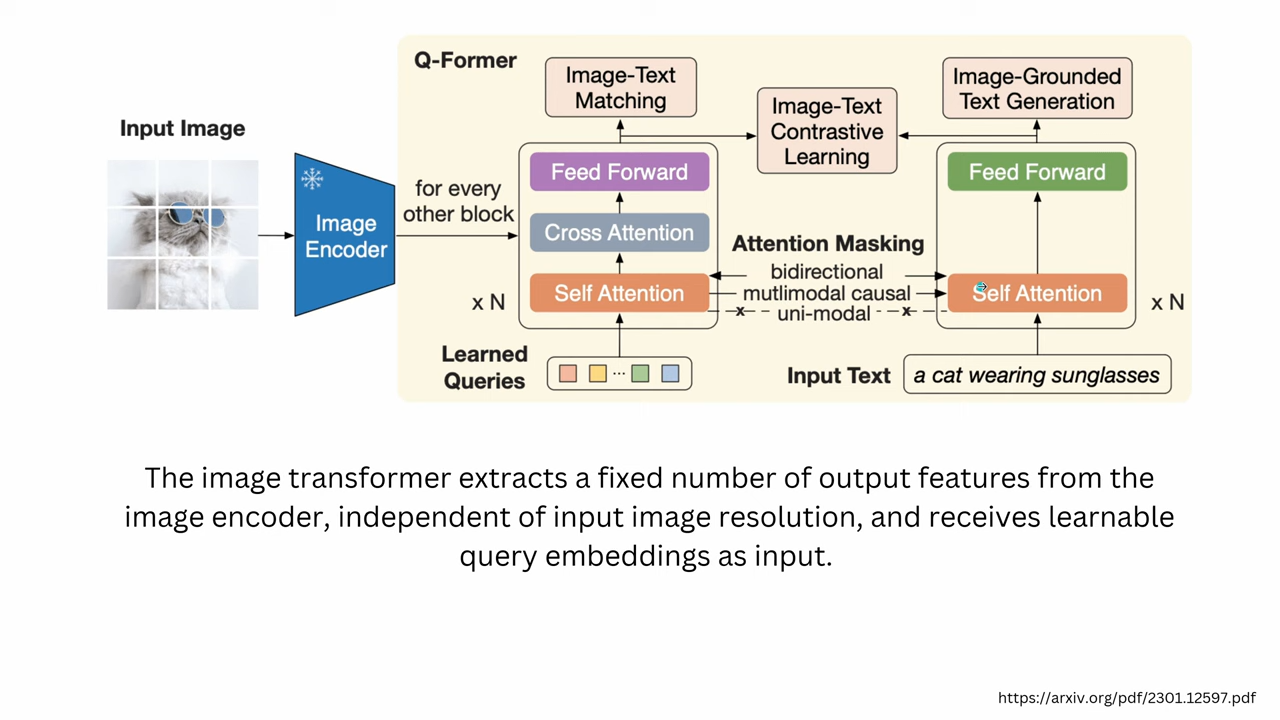 Q-Former
Input Image
Image
Encoder
for every
other block
Image-Text
Matching
Image-Text
Contrastive
Learning
Image-Grounded
Text Generation
Feed Forward
Cross Attention
Self Attention
x N
Attention Masking
bidirectional
mutlimodal causal
x - uni-modal - x
Feed Forward
Self Attention
x N
Learned
Queries
...
Input Text
a cat wearing sunglasses
The image transformer extracts a fixed number of output features from the
image encoder, independent of input image resolution, and receives learnable
query embeddings as input.
https://arxiv.org/pdf/2301.12597.pdf